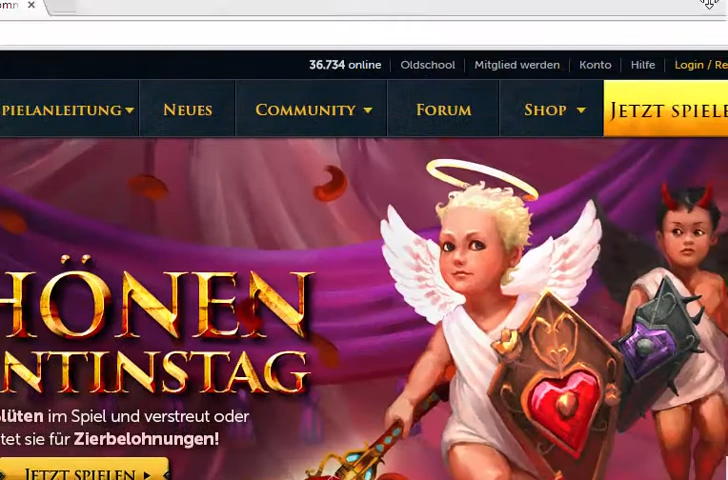 omr
36.734 online Oldschool Mitglied werden Konto Hilfe Login / Re
PIELANLEITUNG NEUES COMMUNITY FORUM SHOP JETZT SPIELE
HÖNEN
NTINSTAG
lüten im Spiel und verstreut oder
tet sie für Zierbelohnungen!
JETZT SPIELEN